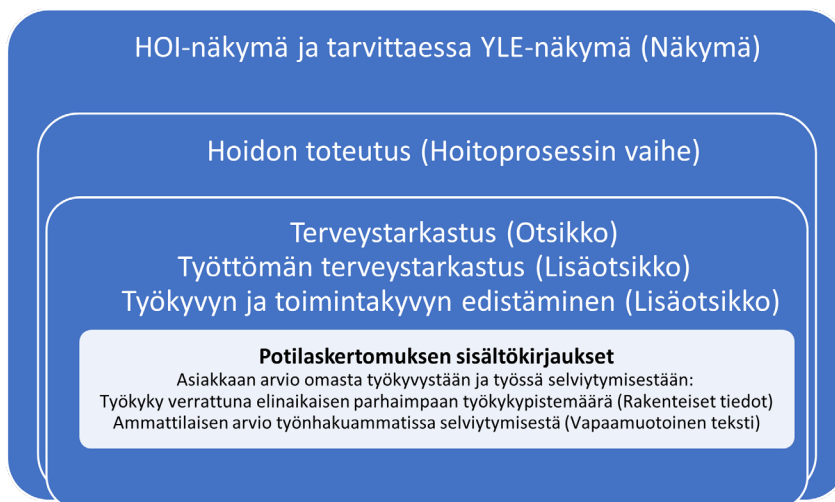 HOI-näkymä ja tarvittaessa YLE-näkymä (Näkymä)
Hoidon toteutus (Hoitoprosessin vaihe)
Terveystarkastus (Otsikko)
Työttömän terveystarkastus (Lisäotsikko)
Työkyvyn ja toimintakyvyn edistäminen (Lisäotsikko)
Potilaskertomuksen sisältökirjaukset
Asiakkaan arvio omasta työkyvystään ja työssä selviytymisestään:
Työkyky verrattuna elinaikaisen parhaimpaan työkykypistemäärä (Rakenteiset tiedot)
Ammattilaisen arvio työnhakuammatissa selviytymisestä (Vapaamuotoinen teksti)